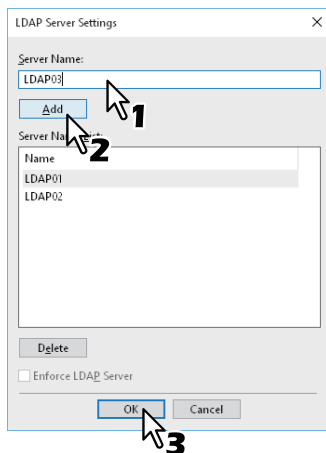 LDAP Server Settings
Server Name:
LDAP03
Add
1
Server Name List:
2
Name
LDAP01
LDAP02
Delete
Enforce LDAP Server
OK
Cancel
3